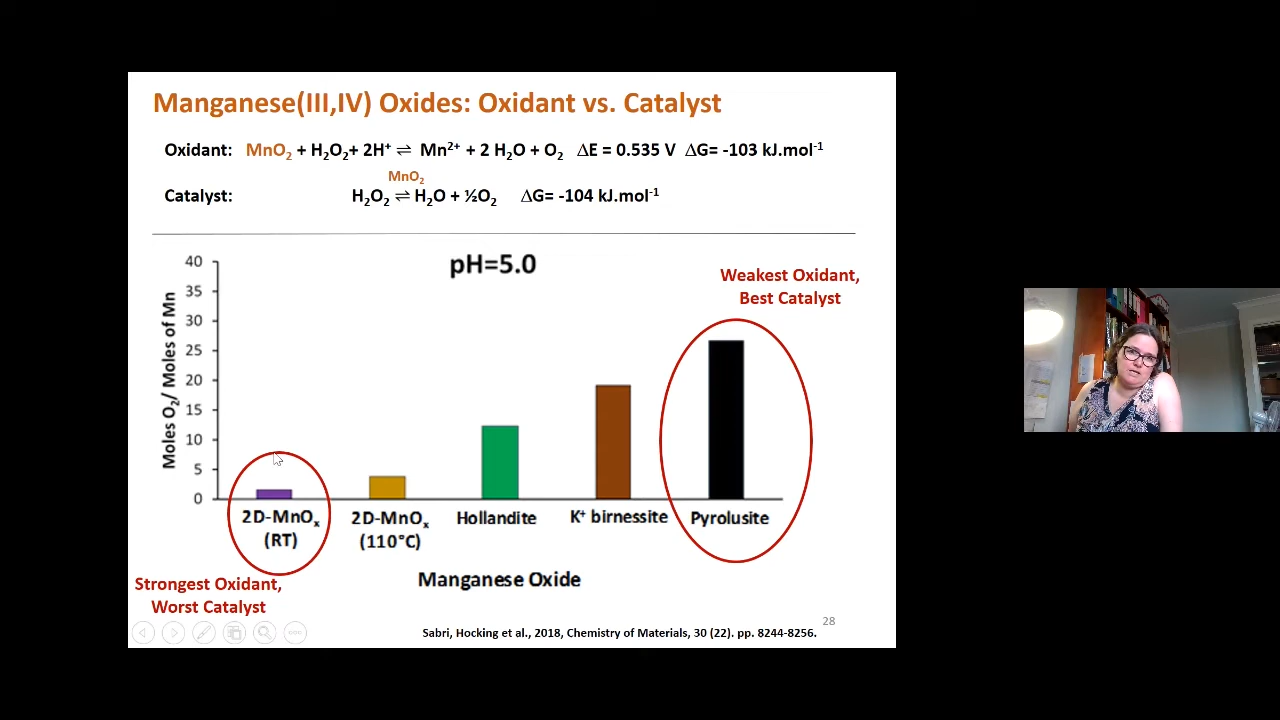 Manganese(III,IV) Oxides: Oxidant vs. Catalyst
Oxidant: MnO₂ + H₂O₂+ 2H⁺ ⇌ Mn²⁺ + 2 H₂O + O₂ ΔE = 0.535 V ΔG= -103 kJ.mol⁻¹
MnO₂
Catalyst: H₂O₂ ⇌ H₂O + ½O₂ ΔG= -104 kJ.mol⁻¹
pH=5.0
Weakest Oxidant,
Best Catalyst
Moles O₂/ Moles of Mn
40
35
30
25
20
15
10
5
0
2D-MnOₓ
(RT)
2D-MnOₓ
(110°C)
Hollandite
K⁺ birnessite
Pyrolusite
Manganese Oxide
Strongest Oxidant,
Worst Catalyst
28
Sabri, Hocking et al., 2018, Chemistry of Materials, 30 (22). pp. 8244-8256.